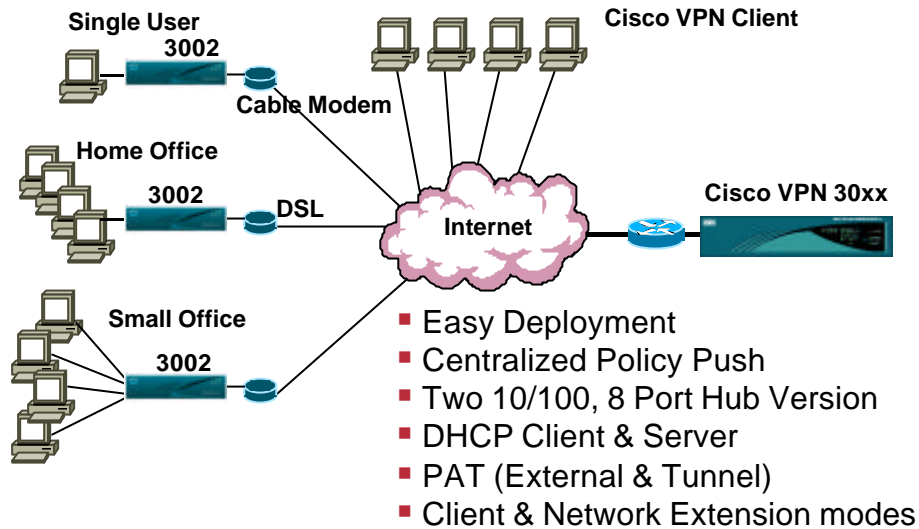 Single User
3002
Cisco VPN Client
Cable Modem
Home Office
3002
DSL
Internet
Cisco VPN 30xx
Small Office
3002
Easy Deployment
Centralized Policy Push
Two 10/100, 8 Port Hub Version
DHCP Client & Server
PAT (External & Tunnel)
Client & Network Extension modes